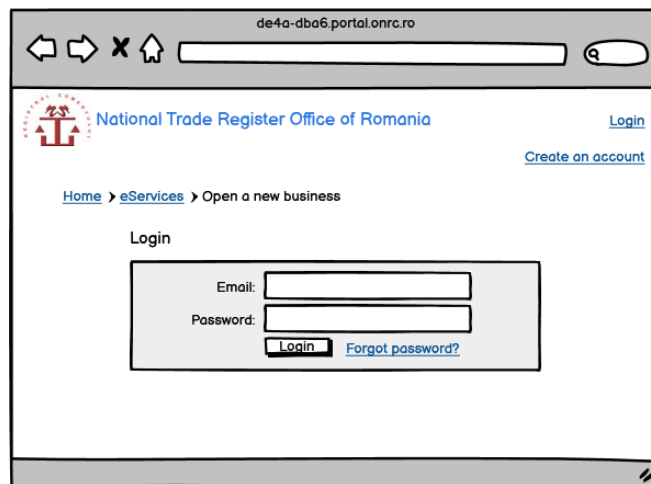 de4a-dba6.portal.onrc.ro
National Trade Register Office of Romania
Login
Create an account
Home > eServices > Open a new business
Login
Email:
Password:
Login Forgot password?